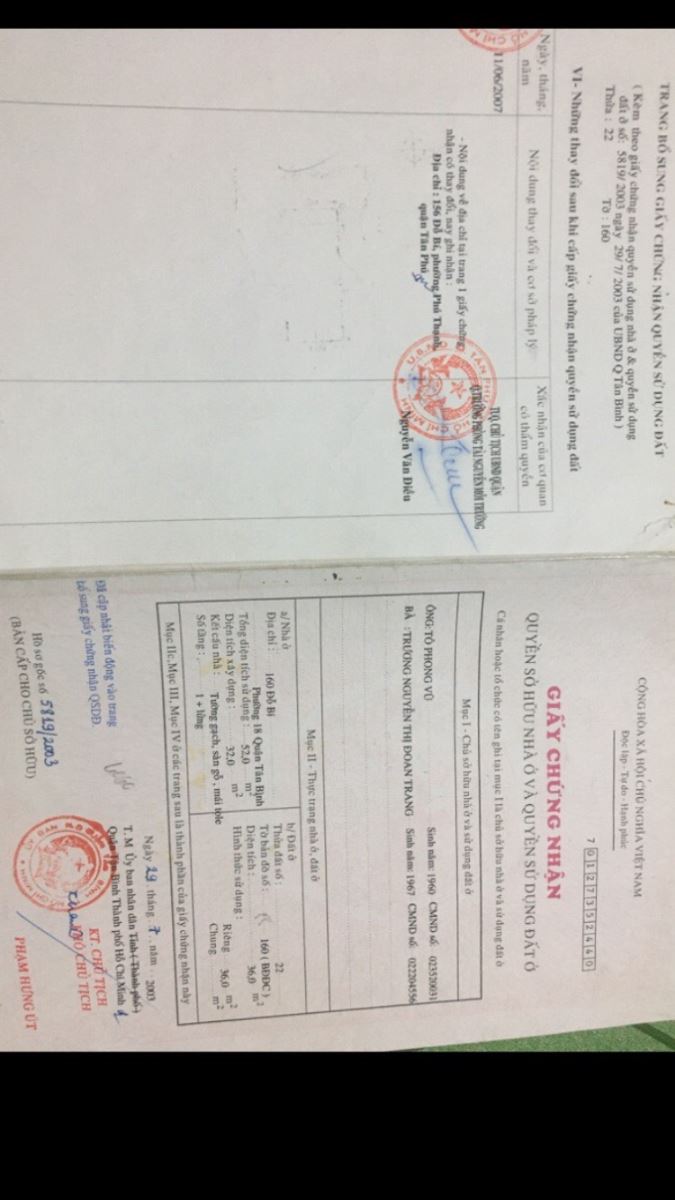 TRANG BỔ SUNG GIẤY CHỨNG NHẬN QUYỀN SỬ DỤNG ĐẤT
( Kèm theo giấy chứng nhận quyền sử dụng nhà ở & quyền sử dụng
đất ở số: 5819/ 2003 ngày 29/ 7/ 2003 của UBND Q Tân Bình )
Thửa : 22 Tờ : 160
VI- Những thay đổi sau khi cấp giấy chứng nhận quyền sử dụng đất
Ngày, tháng, năm
Nội dung thay đổi và cơ sở pháp lý
Xác nhận của cơ quan có thẩm quyền
11/06/2007
- Nội dung về địa chỉ tại trang 1 giấy chứng
nhận có thay đổi, nay ghi nhận :
Địa chỉ : 156 Đỗ Bí, phường Phú Thạnh,
quận Tân Phú
TUQ. CHỦ TỊCH UBND QUẬN
Q.TRƯỞNG PHÒNG TÀI NGUYÊN MÔI TRƯỜNG
Nguyễn Văn Điều
CỘNG HÒA XÃ HỘI CHỦ NGHĨA VIỆT NAM
Độc lập - Tự do - Hạnh phúc
70127352440
GIẤY CHỨNG NHẬN
QUYỀN SỞ HỮU NHÀ Ở VÀ QUYỀN SỬ DỤNG ĐẤT Ở
Cá nhân hoặc tổ chức có tên ghi tại mục I là chủ sở hữu nhà ở và sử dụng đất ở
Mục I - Chủ sở hữu nhà ở và sử dụng đất ở
ÔNG: TÔ PHONG VŨ Sinh năm: 1960 CMND số: 023520031
BÀ : TRƯƠNG NGUYỄN THỊ ĐOAN TRANG Sinh năm: 1967 CMND số: 022204556
Mục II - Thực trạng nhà ở, đất ở
a/ Nhà ở
Địa chỉ : 160 Đỗ Bí
Phường 18 Quận Tân Bình
Tổng diện tích sử dụng : 52,0 m²
Diện tích xây dựng : 32,0 m²
Kết cấu nhà : Tường gạch, sàn gỗ , mái tole
Số tầng : 1 + lửng
b/ Đất ở
Thửa đất số : 22
Tờ bản đồ số : 160 ( BĐĐC )
Diện tích : 36,0 m²
Hình thức sử dụng :
Riêng 36,0 m²
Chung m²
Mục IIc, Mục III, Mục IV ở các trang sau là thành phần của giấy chứng nhận này
Ngày 29, tháng 7, năm 2003
T. M Ủy ban nhân dân Tỉnh ( Thành phố )
Quận Tân Bình Thành phố Hồ Chí Minh
KT. CHỦ TỊCH
PHÓ CHỦ TỊCH
PHẠM HÙNG ÚT
Đã cập nhật biến động vào trang
bổ sung giấy chứng nhận QSDĐ.
Hồ sơ gốc số 5819/2003
(BẢN CẤP CHO CHỦ SỞ HỮU)